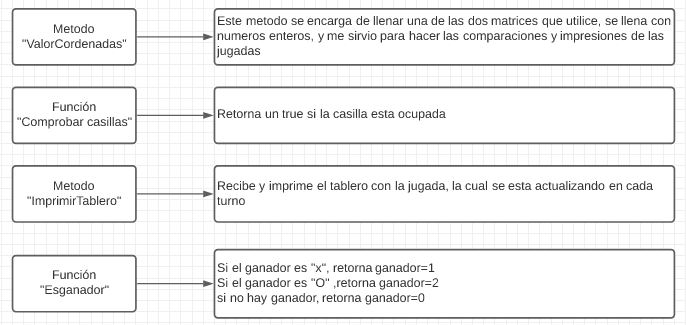 Metodo
"ValorCordenadas"
Este metodo se encarga de llenar una de las dos matrices que utilice, se llena con
numeros enteros, y me sirvio para hacer las comparaciones y impresiones de las
jugadas
Función
"Comprobar casillas"
Retorna un true si la casilla esta ocupada
Metodo
"ImprimirTablero"
Recibe y imprime el tablero con la jugada, la cual se esta actualizando en cada
turno
Función
"Esganador"
Si el ganador es "x", retorna ganador=1
Si el ganador es "O" ,retorna ganador=2
si no hay ganador, retorna ganador=0